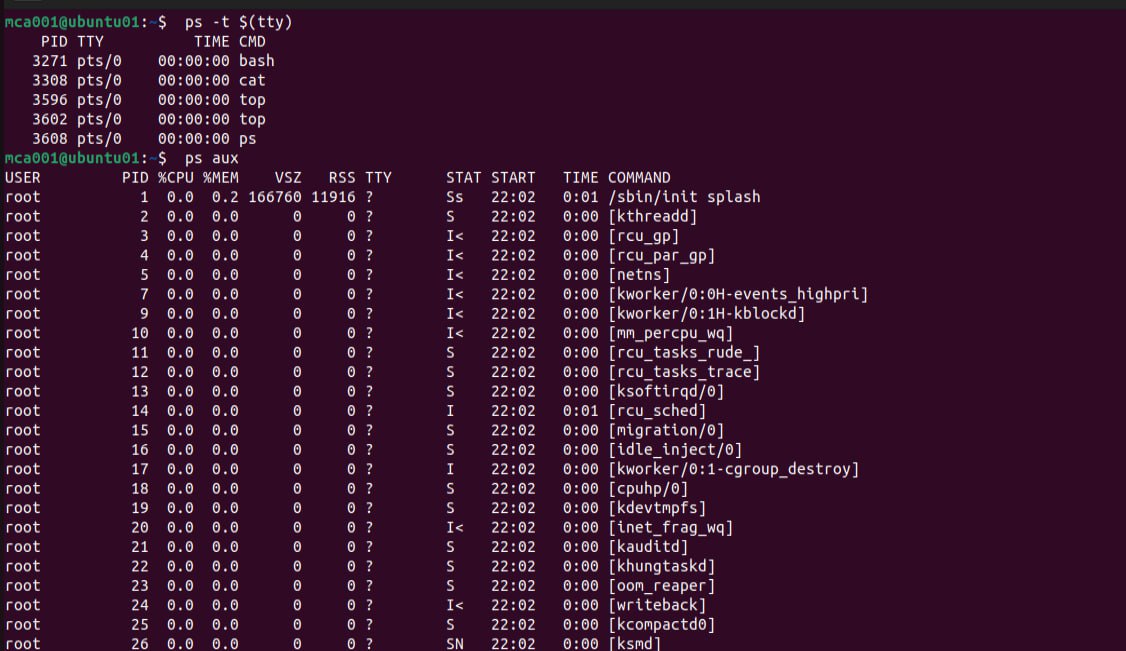 mca001@ubuntu01:~$  ps -t $(tty)
    PID TTY          TIME CMD
   3271 pts/0    00:00:00 bash
   3308 pts/0    00:00:00 cat
   3596 pts/0    00:00:00 top
   3602 pts/0    00:00:00 top
   3608 pts/0    00:00:00 ps
mca001@ubuntu01:~$  ps aux
USER         PID %CPU %MEM    VSZ   RSS TTY      STAT START   TIME COMMAND
root           1  0.0  0.2 166760 11916 ?        Ss   22:02   0:01 /sbin/init splash
root           2  0.0  0.0      0     0 ?        S    22:02   0:00 [kthreadd]
root           3  0.0  0.0      0     0 ?        I<   22:02   0:00 [rcu_gp]
root           4  0.0  0.0      0     0 ?        I<   22:02   0:00 [rcu_par_gp]
root           5  0.0  0.0      0     0 ?        I<   22:02   0:00 [netns]
root           7  0.0  0.0      0     0 ?        I<   22:02   0:00 [kworker/0:0H-events_highpri]
root           9  0.0  0.0      0     0 ?        I<   22:02   0:00 [kworker/0:1H-kblockd]
root          10  0.0  0.0      0     0 ?        I<   22:02   0:00 [mm_percpu_wq]
root          11  0.0  0.0      0     0 ?        S    22:02   0:00 [rcu_tasks_rude_]
root          12  0.0  0.0      0     0 ?        S    22:02   0:00 [rcu_tasks_trace]
root          13  0.0  0.0      0     0 ?        S    22:02   0:00 [ksoftirqd/0]
root          14  0.0  0.0      0     0 ?        I    22:02   0:01 [rcu_sched]
root          15  0.0  0.0      0     0 ?        S    22:02   0:00 [migration/0]
root          16  0.0  0.0      0     0 ?        S    22:02   0:00 [idle_inject/0]
root          17  0.0  0.0      0     0 ?        I    22:02   0:00 [kworker/0:1-cgroup_destroy]
root          18  0.0  0.0      0     0 ?        S    22:02   0:00 [cpuhp/0]
root          19  0.0  0.0      0     0 ?        S    22:02   0:00 [kdevtmpfs]
root          20  0.0  0.0      0     0 ?        I<   22:02   0:00 [inet_frag_wq]
root          21  0.0  0.0      0     0 ?        S    22:02   0:00 [kauditd]
root          22  0.0  0.0      0     0 ?        S    22:02   0:00 [khungtaskd]
root          23  0.0  0.0      0     0 ?        S    22:02   0:00 [oom_reaper]
root          24  0.0  0.0      0     0 ?        I<   22:02   0:00 [writeback]
root          25  0.0  0.0      0     0 ?        S    22:02   0:00 [kcompactd0]
root          26  0.0  0.0      0     0 ?        SN   22:02   0:00 [ksmd]